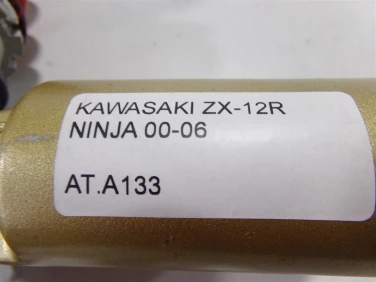 KAWASAKI ZX-12R
NINJA 00-06
AT.A133